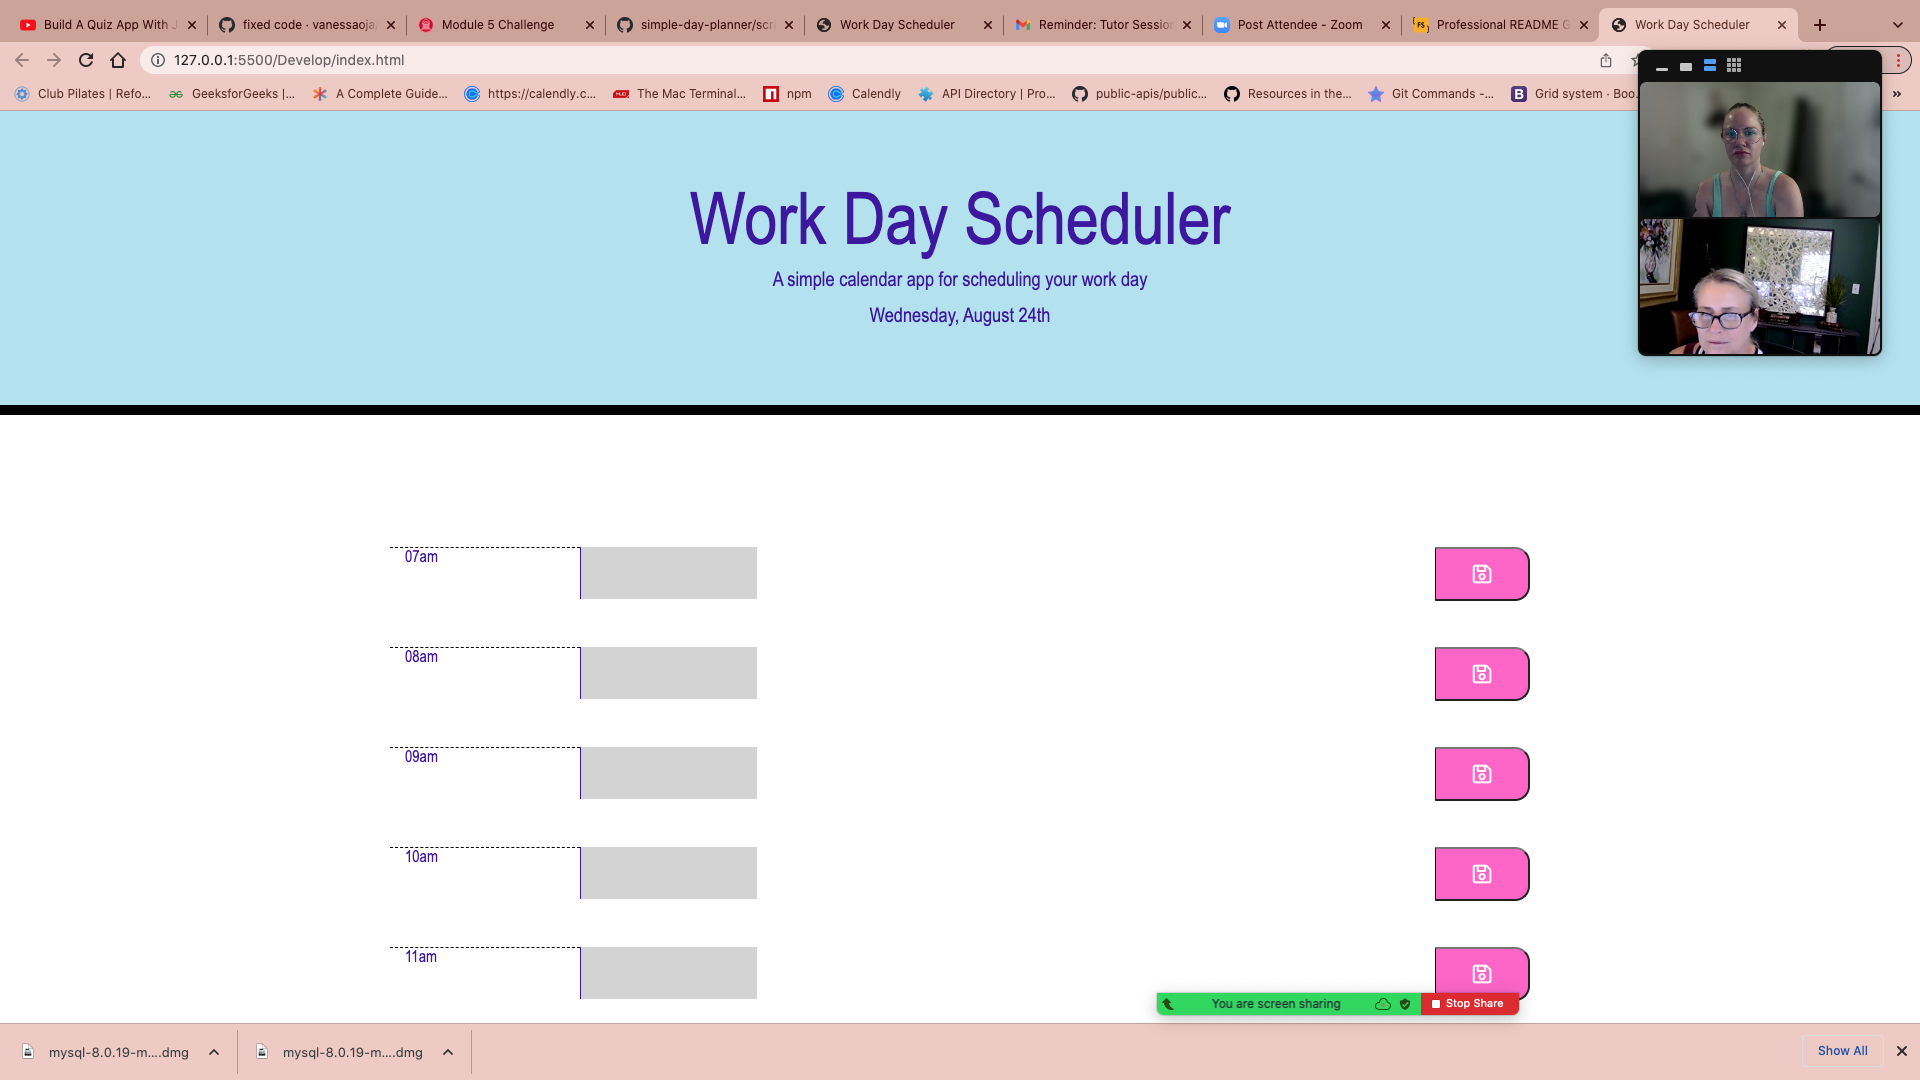 Build A Quiz App With J
fixed code · vanessaoja
Module 5 Challenge
simple-day-planner/scri
Work Day Scheduler
Reminder: Tutor Session
Post Attendee - Zoom
Professional README G
Work Day Scheduler
127.0.0.1:5500/Develop/index.html
Club Pilates | Refo...
GeeksforGeeks |...
A Complete Guide...
https://calendly.c...
The Mac Terminal...
npm
Calendly
API Directory | Pro...
public-apis/public...
Resources in the...
Git Commands -...
B Grid system · Boo...
»
Work Day Scheduler
A simple calendar app for scheduling your work day
Wednesday, August 24th
07am
08am
09am
10am
11am
You are screen sharing
Stop Share
mysql-8.0.19-m....dmg
mysql-8.0.19-m....dmg
Show All